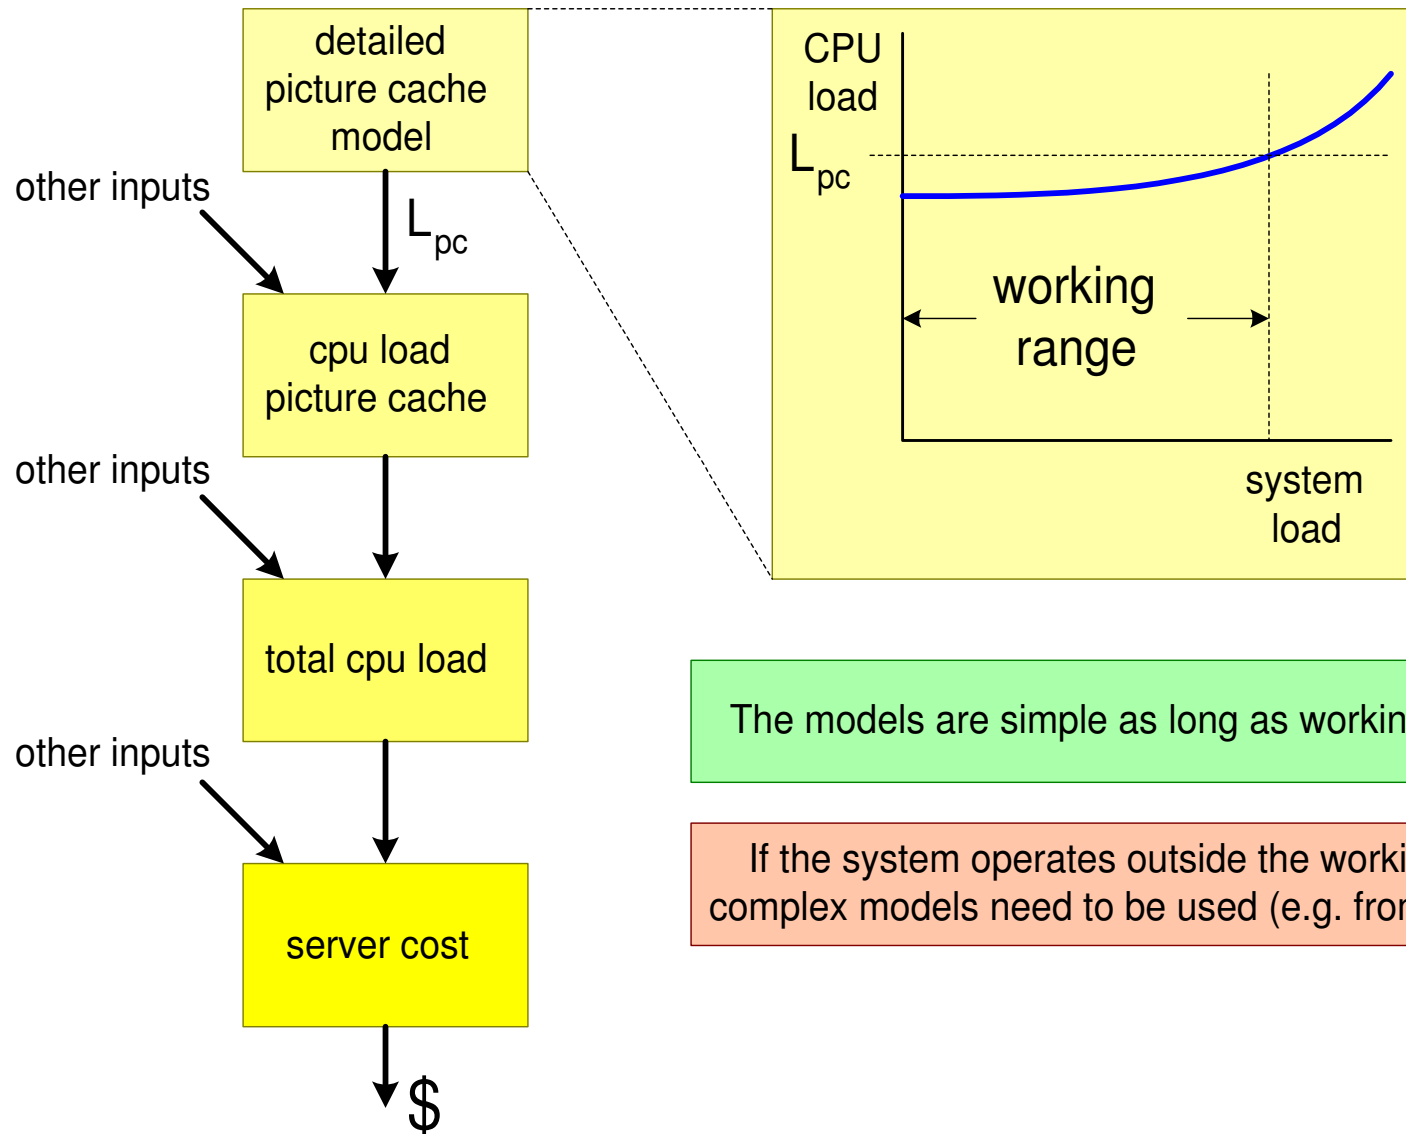 detailed
picture cache
model
other inputs
L pc
cpu load
picture cache
other inputs
total cpu load
other inputs
server cost
$
CPU
load
L pc
working
range
system
load
The models are simple as long as
If the system operates outside the
complex models need to be used (e.g.